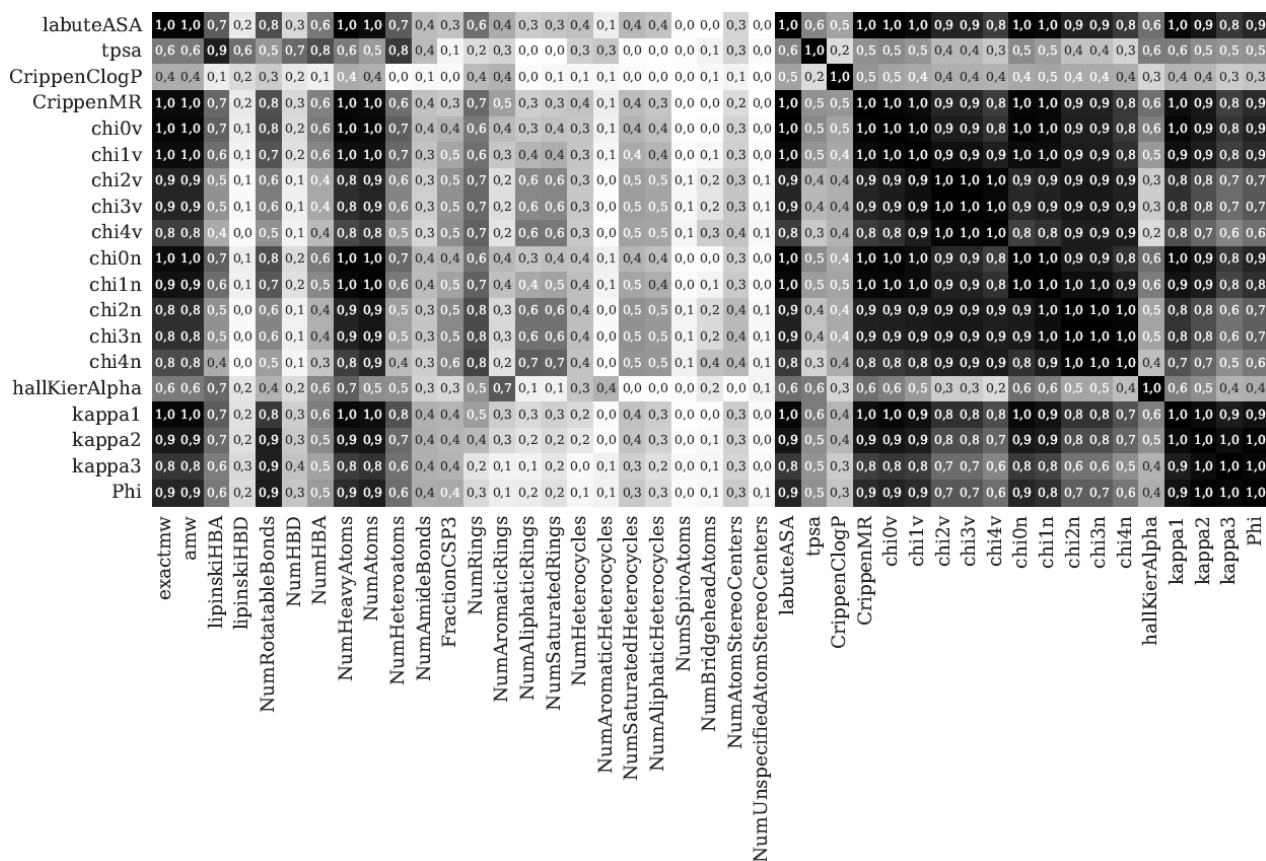 labuteASA 1,0 1,0 0,7 0,2 0,8 0,3 0,6 1,0 1,0 0,7 0,4 0,3 0,6 0,4 0,3 0,3 0,4 0,1 0,4 0,4 0,0 0,0 0,3 0,0 1,0 0,6 0,5 1,0 1,0 1,0 0,9 0,9 0,8 1,0 1,0 0,9 0,9 0,8 0,6 1,0 0,9 0,8 0,9
tpsa 0,6 0,6 0,9 0,6 0,5 0,7 0,8 0,6 0,5 0,8 0,4 0,1 0,2 0,3 0,0 0,0 0,3 0,3 0,0 0,0 0,0 0,1 0,3 0,0 0,6 1,0 0,2 0,5 0,5 0,5 0,4 0,4 0,3 0,5 0,5 0,4 0,4 0,3 0,6 0,6 0,5 0,5 0,5
CrippenClogP 0,4 0,4 0,1 0,2 0,3 0,2 0,1 0,4 0,4 0,0 0,1 0,0 0,4 0,4 0,0 0,1 0,1 0,1 0,0 0,0 0,0 0,1 0,1 0,0 0,5 0,2 1,0 0,5 0,5 0,4 0,4 0,4 0,4 0,4 0,5 0,4 0,4 0,4 0,3 0,4 0,4 0,3 0,3
CrippenMR 1,0 1,0 0,7 0,2 0,8 0,3 0,6 1,0 1,0 0,6 0,4 0,3 0,7 0,5 0,3 0,3 0,4 0,1 0,4 0,3 0,0 0,0 0,2 0,0 1,0 0,5 0,5 1,0 1,0 1,0 0,9 0,9 0,8 1,0 1,0 0,9 0,9 0,8 0,6 1,0 0,9 0,8 0,9
chi0v 1,0 1,0 0,7 0,1 0,8 0,2 0,6 1,0 1,0 0,7 0,4 0,4 0,6 0,4 0,3 0,4 0,3 0,1 0,4 0,4 0,0 0,0 0,3 0,0 1,0 0,5 0,5 1,0 1,0 1,0 0,9 0,9 0,8 1,0 1,0 0,9 0,9 0,8 0,6 1,0 0,9 0,8 0,9
chi1v 1,0 1,0 0,6 0,1 0,7 0,2 0,6 1,0 1,0 0,7 0,3 0,5 0,6 0,3 0,4 0,4 0,3 0,1 0,4 0,4 0,0 0,1 0,3 0,0 1,0 0,5 0,4 1,0 1,0 1,0 0,9 0,9 0,9 1,0 1,0 0,9 0,9 0,8 0,5 0,9 0,9 0,8 0,9
chi2v 0,9 0,9 0,5 0,1 0,6 0,1 0,4 0,8 0,9 0,6 0,3 0,5 0,7 0,2 0,6 0,6 0,3 0,0 0,5 0,4 0,1 0,2 0,3 0,1 0,9 0,4 0,4 0,9 0,9 0,9 1,0 1,0 1,0 0,9 0,9 0,9 0,9 0,9 0,3 0,8 0,8 0,7 0,7
chi3v 0,9 0,9 0,5 0,1 0,6 0,1 0,4 0,8 0,9 0,6 0,3 0,5 0,7 0,2 0,6 0,6 0,3 0,0 0,5 0,5 0,1 0,2 0,3 0,1 0,9 0,4 0,4 0,9 0,9 0,9 1,0 1,0 1,0 0,9 0,9 0,9 0,9 0,9 0,3 0,8 0,8 0,7 0,7
chi4v 0,8 0,8 0,4 0,0 0,5 0,1 0,4 0,8 0,8 0,5 0,3 0,5 0,7 0,2 0,6 0,6 0,3 0,0 0,5 0,5 0,1 0,3 0,4 0,1 0,8 0,3 0,4 0,8 0,8 0,9 1,0 1,0 1,0 0,8 0,8 0,9 0,9 0,9 0,2 0,8 0,7 0,6 0,6
chi0n 1,0 1,0 0,7 0,1 0,8 0,2 0,6 1,0 1,0 0,7 0,4 0,4 0,6 0,4 0,3 0,4 0,4 0,1 0,4 0,4 0,0 0,0 0,3 0,0 1,0 0,5 0,4 1,0 1,0 1,0 0,9 0,9 0,8 1,0 1,0 0,9 0,9 0,8 0,6 1,0 0,9 0,8 0,9
chi1n 0,9 0,9 0,6 0,1 0,7 0,2 0,5 1,0 1,0 0,6 0,4 0,5 0,7 0,4 0,4 0,5 0,4 0,1 0,5 0,4 0,0 0,1 0,3 0,0 1,0 0,5 0,5 1,0 1,0 1,0 0,9 0,9 0,8 1,0 1,0 1,0 0,9 0,9 0,6 0,9 0,9 0,8 0,8
chi2n 0,8 0,8 0,5 0,0 0,6 0,1 0,4 0,9 0,9 0,5 0,3 0,5 0,8 0,3 0,6 0,6 0,4 0,0 0,5 0,5 0,1 0,2 0,4 0,1 0,9 0,4 0,4 0,9 0,9 0,9 0,9 0,9 0,9 0,9 1,0 1,0 1,0 1,0 0,5 0,8 0,8 0,6 0,7
chi3n 0,8 0,8 0,5 0,0 0,6 0,1 0,4 0,9 0,9 0,5 0,3 0,5 0,8 0,3 0,6 0,6 0,4 0,0 0,5 0,5 0,1 0,2 0,4 0,1 0,9 0,4 0,4 0,9 0,9 0,9 0,9 0,9 0,9 0,9 0,9 1,0 1,0 1,0 0,5 0,8 0,8 0,6 0,7
chi4n 0,8 0,8 0,4 0,0 0,5 0,1 0,3 0,8 0,9 0,4 0,3 0,6 0,8 0,2 0,7 0,7 0,4 0,0 0,5 0,5 0,1 0,4 0,4 0,1 0,8 0,3 0,4 0,8 0,8 0,8 0,9 0,9 0,9 0,8 0,9 1,0 1,0 1,0 0,4 0,7 0,7 0,5 0,6
hallKierAlpha 0,6 0,6 0,7 0,2 0,4 0,2 0,6 0,7 0,5 0,5 0,3 0,3 0,5 0,7 0,1 0,1 0,3 0,4 0,0 0,0 0,0 0,2 0,0 0,1 0,6 0,6 0,3 0,6 0,6 0,5 0,3 0,3 0,2 0,6 0,6 0,5 0,5 0,4 1,0 0,6 0,5 0,4 0,4
kappa1 1,0 1,0 0,7 0,2 0,8 0,3 0,6 1,0 1,0 0,8 0,4 0,4 0,5 0,3 0,3 0,3 0,2 0,0 0,4 0,3 0,0 0,0 0,3 0,0 1,0 0,6 0,4 1,0 1,0 0,9 0,8 0,8 0,8 1,0 0,9 0,8 0,8 0,7 0,6 1,0 1,0 0,9 0,9
kappa2 0,9 0,9 0,7 0,2 0,9 0,3 0,5 0,9 0,9 0,7 0,4 0,4 0,4 0,3 0,2 0,2 0,2 0,0 0,4 0,3 0,0 0,1 0,3 0,0 0,9 0,5 0,4 0,9 0,9 0,9 0,8 0,8 0,7 0,9 0,9 0,8 0,8 0,7 0,5 1,0 1,0 1,0 1,0
kappa3 0,8 0,8 0,6 0,3 0,9 0,4 0,5 0,8 0,8 0,6 0,4 0,4 0,2 0,1 0,1 0,2 0,0 0,1 0,3 0,2 0,0 0,1 0,3 0,0 0,8 0,5 0,3 0,8 0,8 0,8 0,7 0,7 0,6 0,8 0,8 0,6 0,6 0,5 0,4 0,9 1,0 1,0 1,0
Phi 0,9 0,9 0,6 0,2 0,9 0,3 0,5 0,9 0,9 0,6 0,4 0,4 0,3 0,1 0,2 0,2 0,1 0,1 0,3 0,3 0,0 0,1 0,3 0,1 0,9 0,5 0,3 0,9 0,9 0,9 0,7 0,7 0,6 0,9 0,8 0,7 0,7 0,6 0,4 0,9 1,0 1,0 1,0
exactmw
amw
lipinskiHBA
lipinskiHBD
NumRotatableBonds
NumHBD
NumHBA
NumHeavyAtoms
NumAtoms
NumHeteroatoms
NumAmideBonds
FractionCSP3
NumRings
NumAromaticRings
NumAliphaticRings
NumSaturatedRings
NumHeterocycles
NumAromaticHeterocycles
NumSaturatedHeterocycles
NumAliphaticHeterocycles
NumSpiroAtoms
NumBridgeheadAtoms
NumAtomStereoCenters
NumUnspecifiedAtomStereoCenters
labuteASA
tpsa
CrippenClogP
CrippenMR
chi0v
chi1v
chi2v
chi3v
chi4v
chi0n
chi1n
chi2n
chi3n
chi4n
hallKierAlpha
kappa1
kappa2
kappa3
Phi